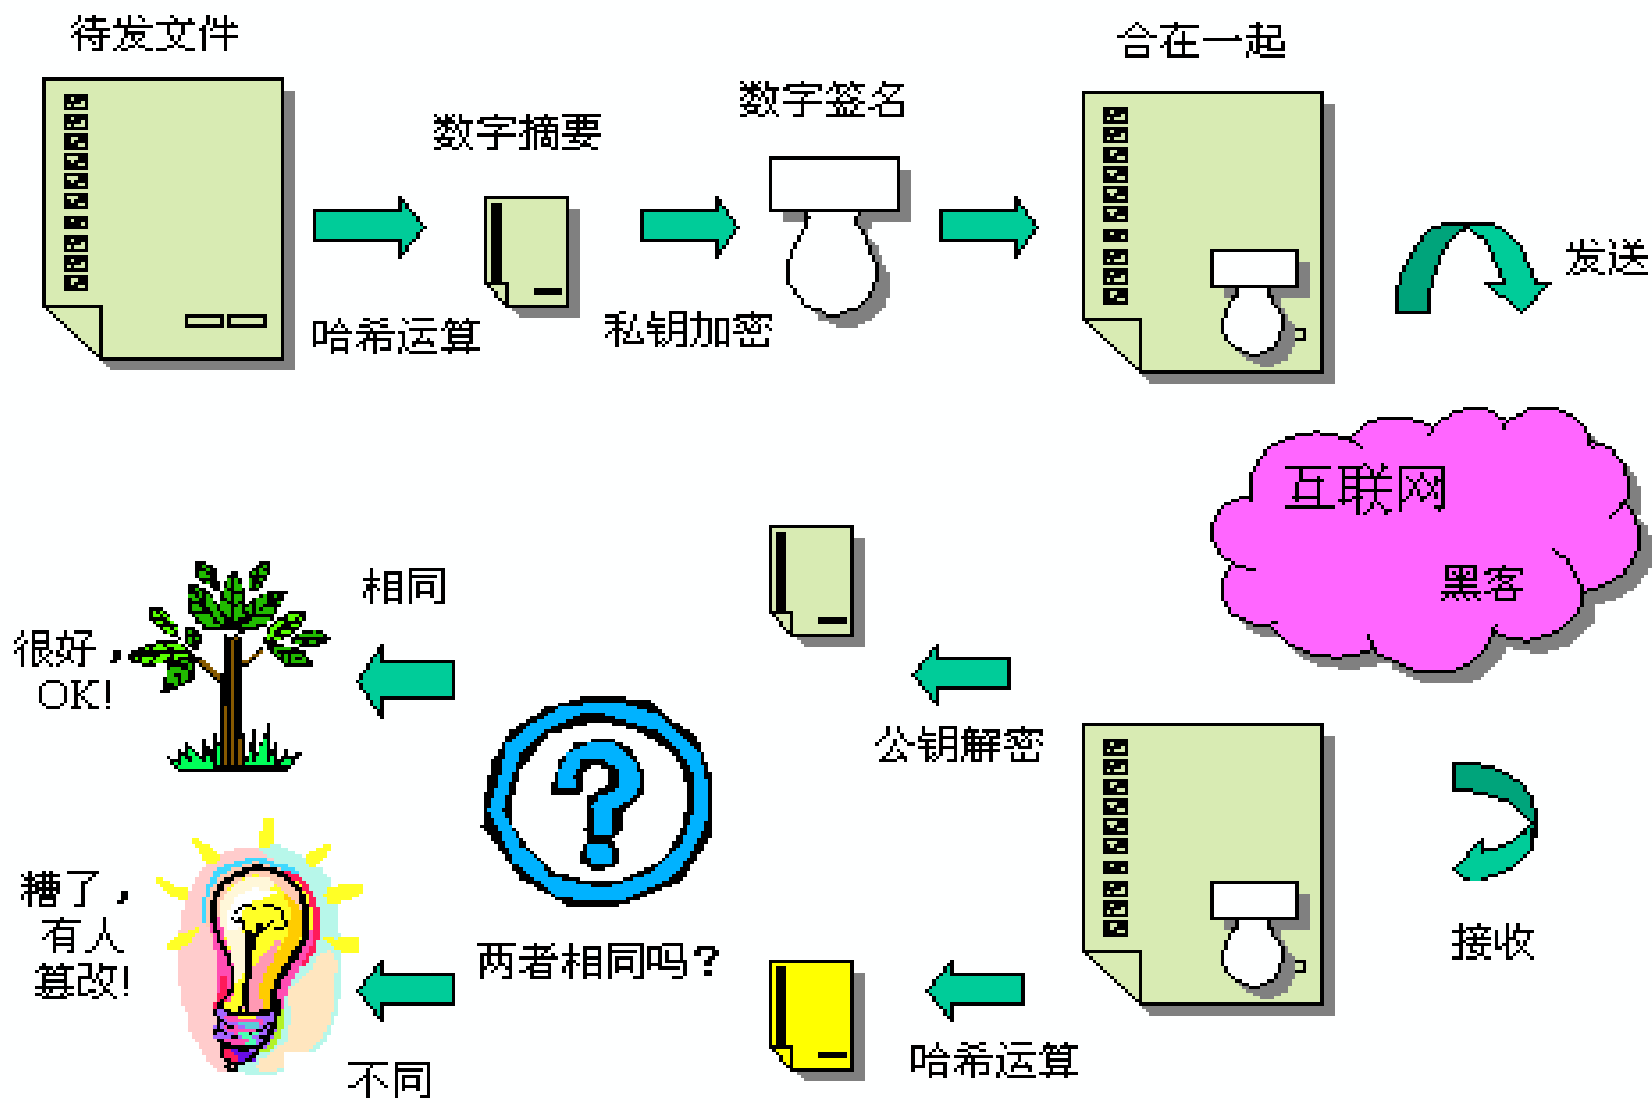 待发文件
合在一起
数字签名
数字摘要
发送
哈希运算
私钥加密
互联网
黑客
相同
很好，
OK!
公钥解密
糟了，
有人
篡改!
两者相同吗?
接收
哈希运算
不同